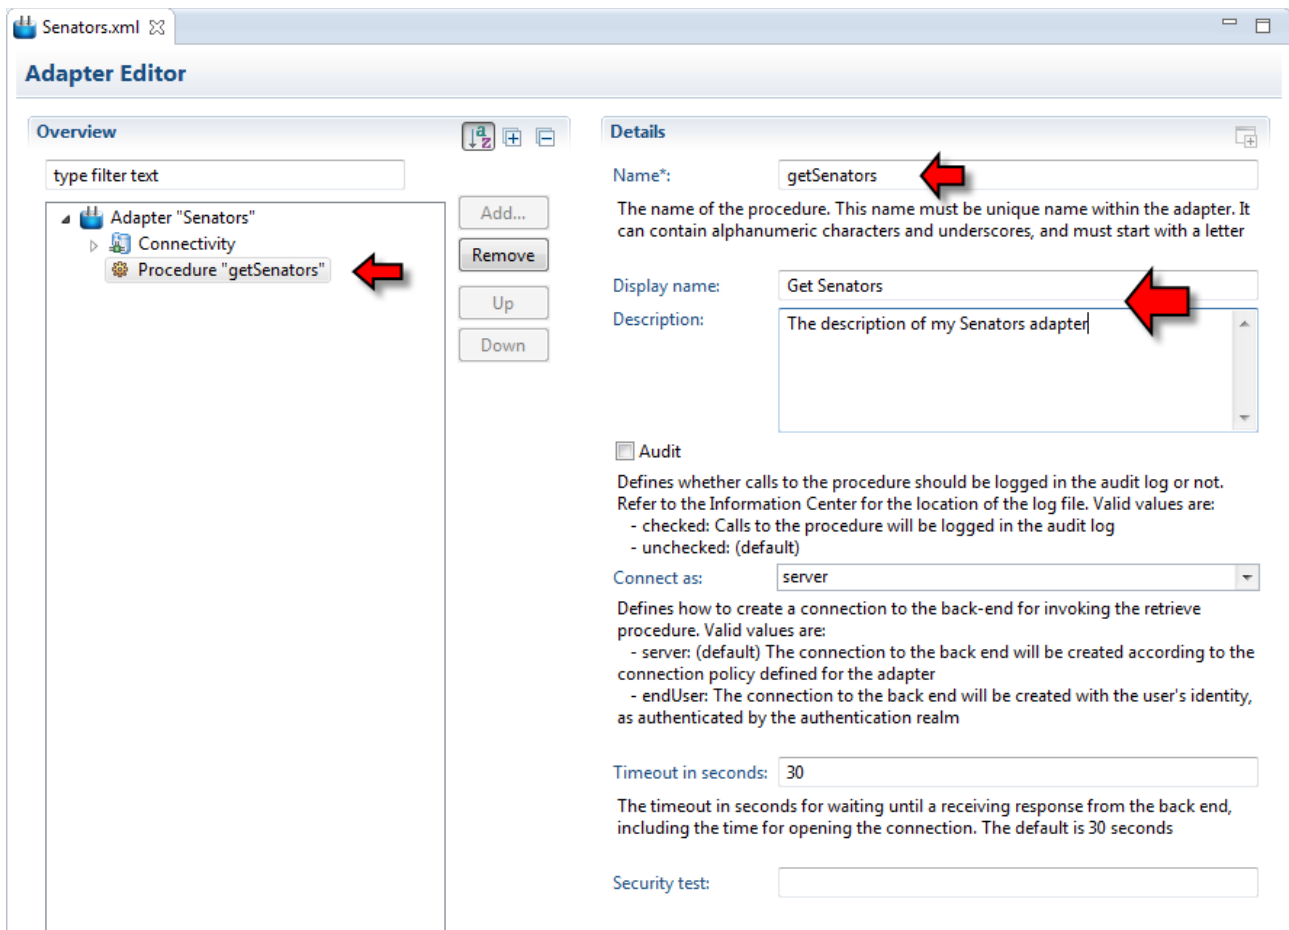 Senators.xml
Adapter Editor
Overview
type filter text
Adapter "Senators"
Connectivity
Procedure "getSenators"
Add...
Remove
Up
Down
Details
Name*: getSenators
The name of the procedure. This name must be unique name within the adapter. It
can contain alphanumeric characters and underscores, and must start with a letter
Display name: Get Senators
Description: The description of my Senators adapter
Audit
Defines whether calls to the procedure should be logged in the audit log or not.
Refer to the Information Center for the location of the log file. Valid values are:
- checked: Calls to the procedure will be logged in the audit log
- unchecked: (default)
Connect as: server
Defines how to create a connection to the back-end for invoking the retrieve
procedure. Valid values are:
- server: (default) The connection to the back end will be created according to the
connection policy defined for the adapter
- endUser: The connection to the back end will be created with the user's identity,
as authenticated by the authentication realm
Timeout in seconds: 30
The timeout in seconds for waiting until a receiving response from the back end,
including the time for opening the connection. The default is 30 seconds
Security test: